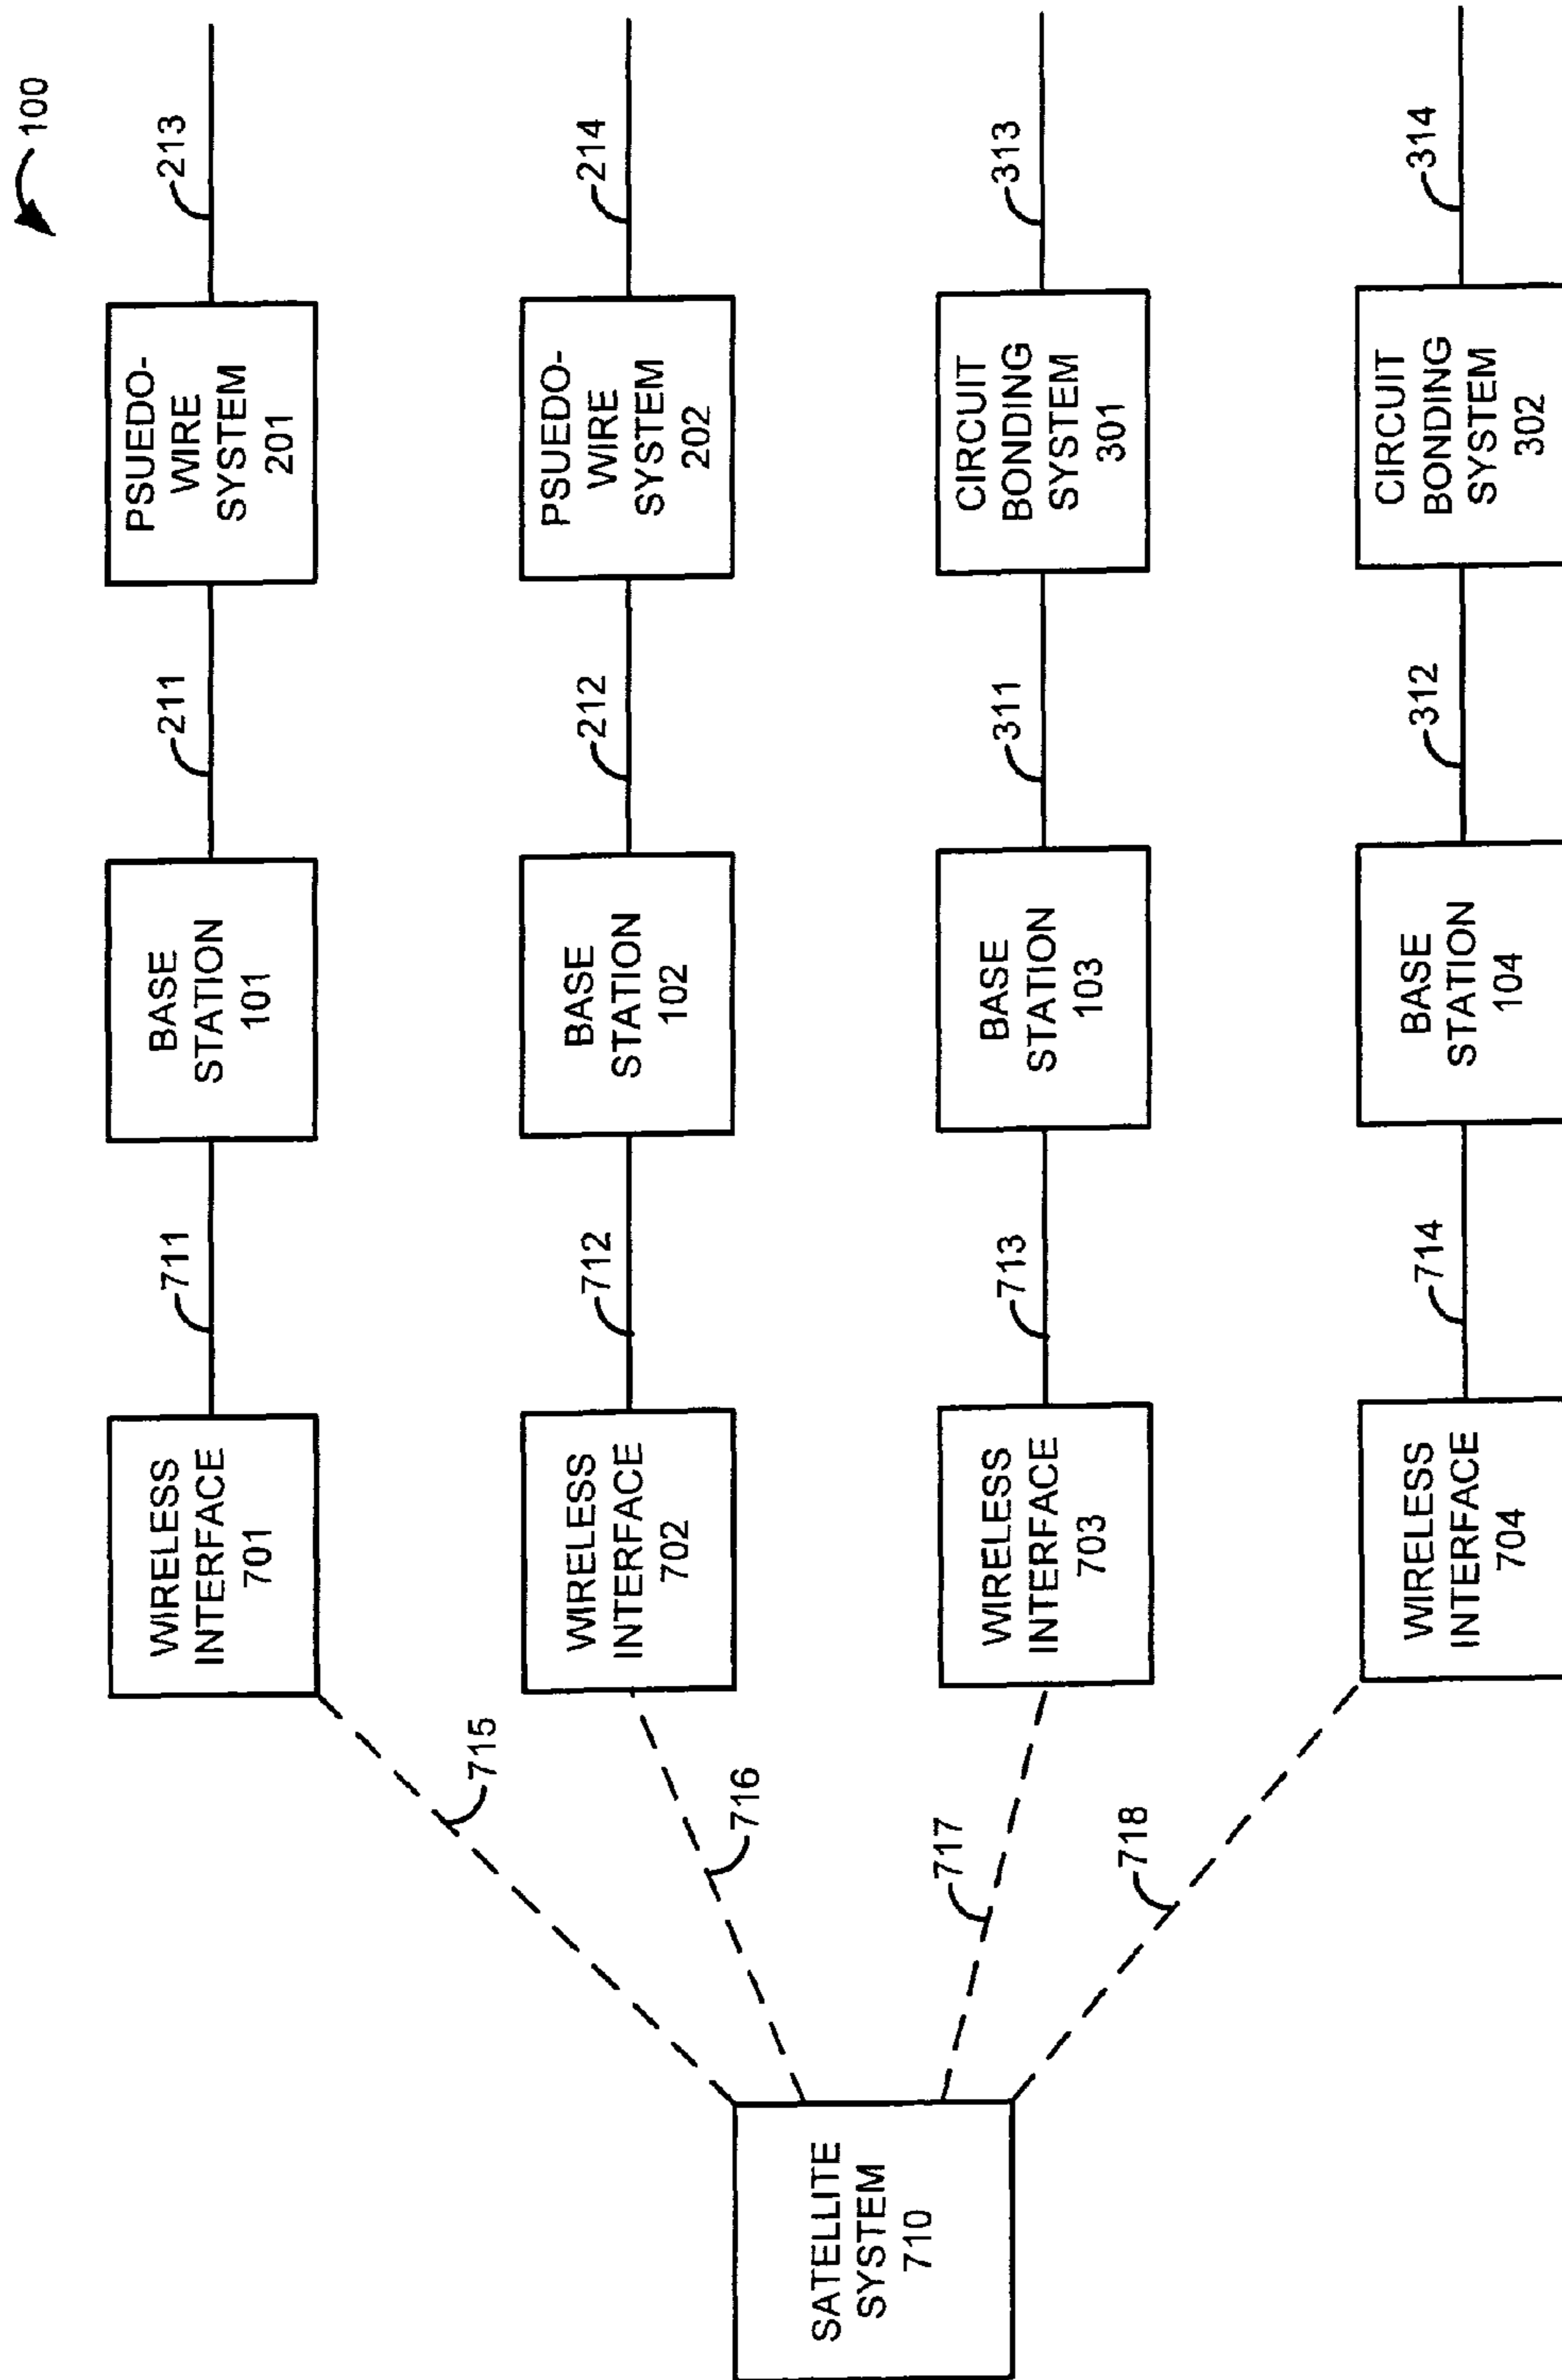 100
SATELLITE
SYSTEM
710
715
716
717
718
WIRELESS
INTERFACE
701
711
BASE
STATION
101
211
PSUEDO-
WIRE
SYSTEM
201
213
WIRELESS
INTERFACE
702
712
BASE
STATION
102
212
PSUEDO-
WIRE
SYSTEM
202
214
WIRELESS
INTERFACE
703
713
BASE
STATION
103
311
CIRCUIT
BONDING
SYSTEM
301
313
WIRELESS
INTERFACE
704
714
BASE
STATION
104
312
CIRCUIT
BONDING
SYSTEM
302
314